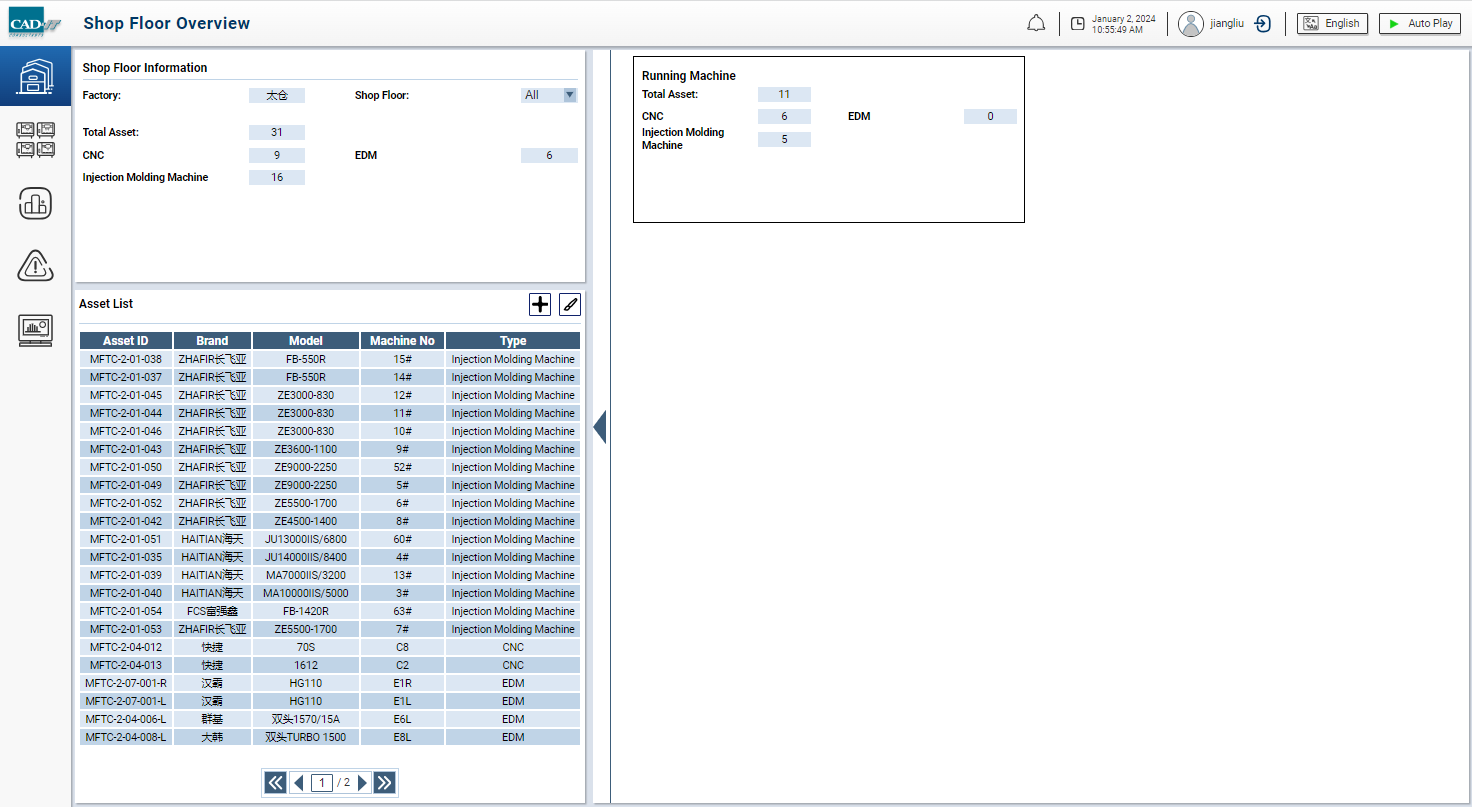 CAD-IT
Shop Floor Overview
January 2, 2024
10:55:49 AM
jiangliu
English
Auto Play
Shop Floor Information
Factory: 太仓 Shop Floor: All
Total Asset: 31
CNC 9 EDM 6
Injection Molding Machine 16
Asset List
Asset ID Brand Model Machine No Type
MFTC-2-01-038 ZHAFIR长飞亚 FB-550R 15# Injection Molding Machine
MFTC-2-01-037 ZHAFIR长飞亚 FB-550R 14# Injection Molding Machine
MFTC-2-01-045 ZHAFIR长飞亚 ZE3000-830 12# Injection Molding Machine
MFTC-2-01-044 ZHAFIR长飞亚 ZE3000-830 11# Injection Molding Machine
MFTC-2-01-046 ZHAFIR长飞亚 ZE3000-830 10# Injection Molding Machine
MFTC-2-01-043 ZHAFIR长飞亚 ZE3600-1100 9# Injection Molding Machine
MFTC-2-01-050 ZHAFIR长飞亚 ZE9000-2250 52# Injection Molding Machine
MFTC-2-01-049 ZHAFIR长飞亚 ZE9000-2250 5# Injection Molding Machine
MFTC-2-01-052 ZHAFIR长飞亚 ZE5500-1700 6# Injection Molding Machine
MFTC-2-01-042 ZHAFIR长飞亚 ZE4500-1400 8# Injection Molding Machine
MFTC-2-01-051 HAITIAN海天 JU13000IIS/6800 60# Injection Molding Machine
MFTC-2-01-035 HAITIAN海天 JU14000IIS/8400 4# Injection Molding Machine
MFTC-2-01-039 HAITIAN海天 MA7000IIS/3200 13# Injection Molding Machine
MFTC-2-01-040 HAITIAN海天 MA10000IIS/5000 3# Injection Molding Machine
MFTC-2-01-054 FCS富强鑫 FB-1420R 63# Injection Molding Machine
MFTC-2-01-053 ZHAFIR长飞亚 ZE5500-1700 7# Injection Molding Machine
MFTC-2-04-012 快捷 70S C8 CNC
MFTC-2-04-013 快捷 1612 C2 CNC
MFTC-2-07-001-R 汉霸 HG110 E1R EDM
MFTC-2-07-001-L 汉霸 HG110 E1L EDM
MFTC-2-04-006-L 群基 双头1570/15A E6L EDM
MFTC-2-04-008-L 大韩 双头TURBO 1500 E8L EDM
1 / 2
Running Machine
Total Asset: 11
CNC 6 EDM 0
Injection Molding
Machine 5